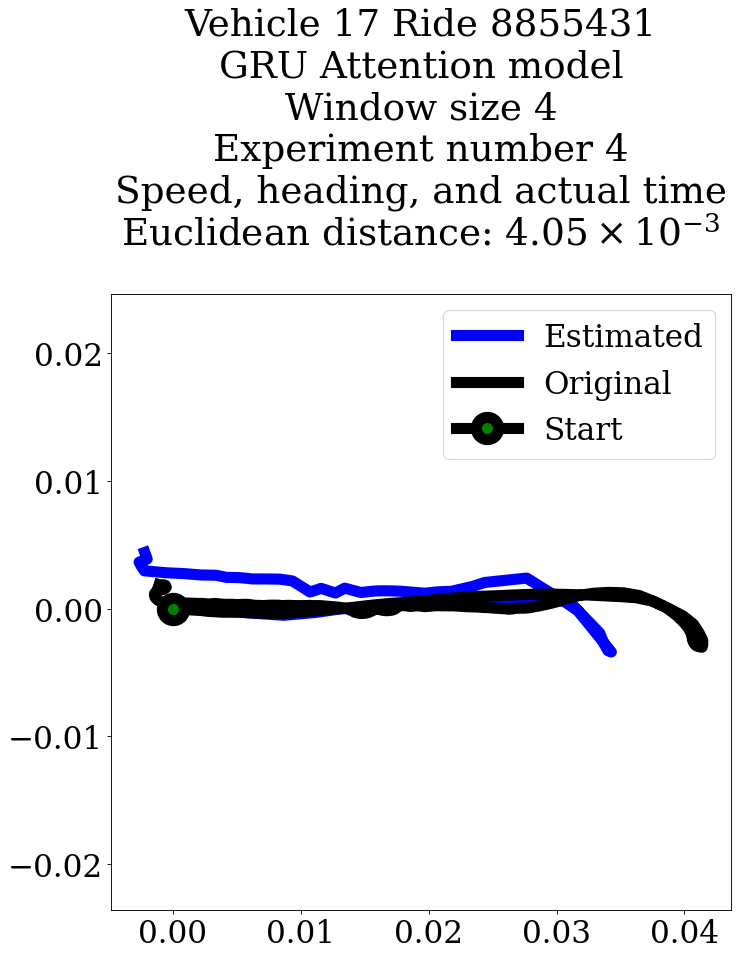 Vehicle 17 Ride 8855431
GRU Attention model
Window size 4
Experiment number 4
Speed, heading, and actual time
Euclidean distance: 4.05 × 10⁻³
Estimated
Original
Start
0.02
0.01
0.00
−0.01
−0.02
0.00 0.01 0.02 0.03 0.04